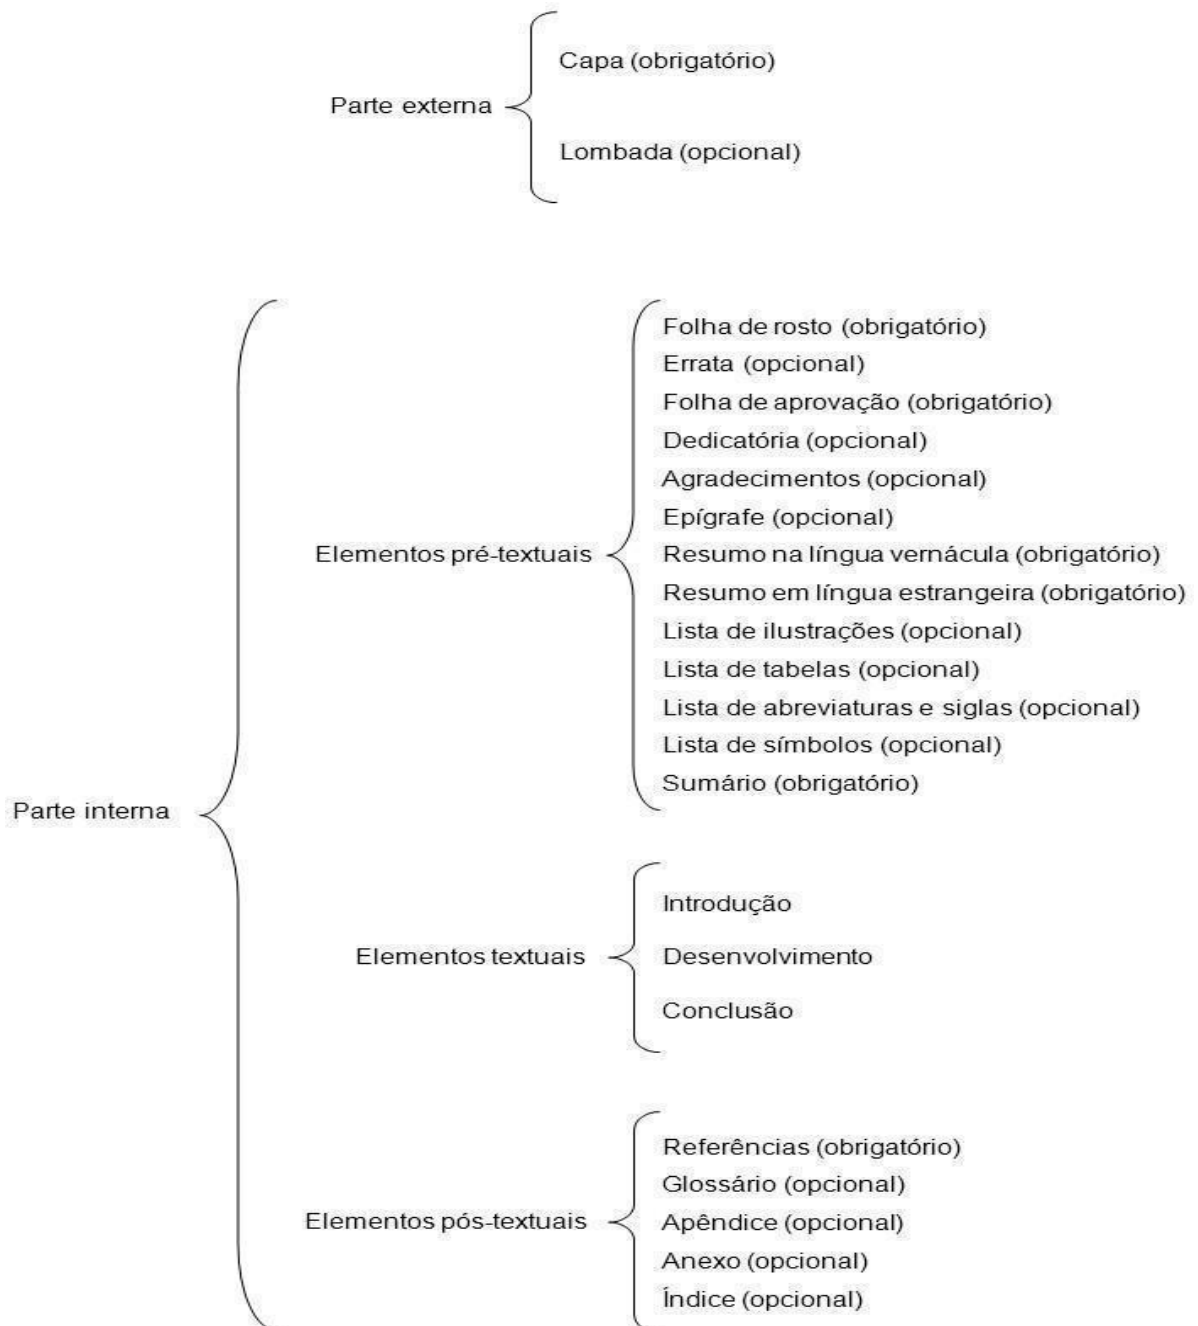 Capa (obrigatório)
Parte externa
Lombada (opcional)
Folha de rosto (obrigatório)
Errata (opcional)
Folha de aprovação (obrigatório)
Dedicatória (opcional)
Agradecimentos (opcional)
Epígrafe (opcional)
Elementos pré-textuais
Resumo na língua vernácula (obrigatório)
Resumo em língua estrangeira (obrigatório)
Lista de ilustrações (opcional)
Lista de tabelas (opcional)
Lista de abreviaturas e siglas (opcional)
Lista de símbolos (opcional)
Sumário (obrigatório)
Parte interna
Introdução
Elementos textuais
Desenvolvimento
Conclusão
Referências (obrigatório)
Glossário (opcional)
Elementos pós-textuais
Apêndice (opcional)
Anexo (opcional)
Índice (opcional)